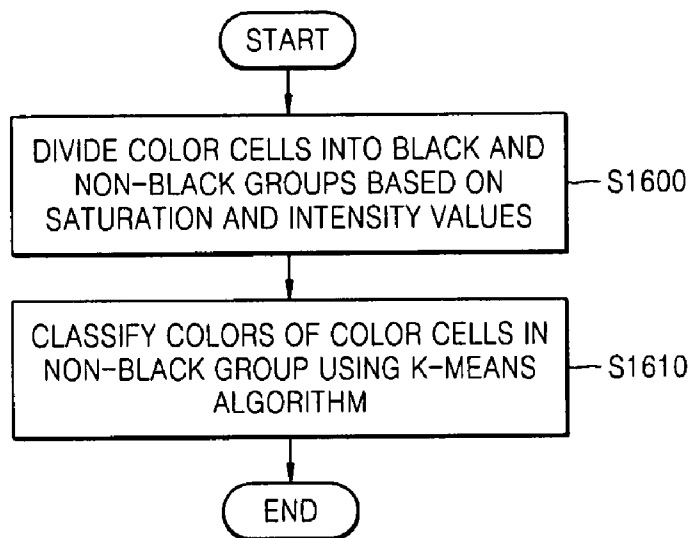 START
DIVIDE COLOR CELLS INTO BLACK AND
NON-BLACK GROUPS BASED ON
SATURATION AND INTENSITY VALUES
S1600
CLASSIFY COLORS OF COLOR CELLS IN
NON-BLACK GROUP USING K-MEANS
ALGORITHM
S1610
END